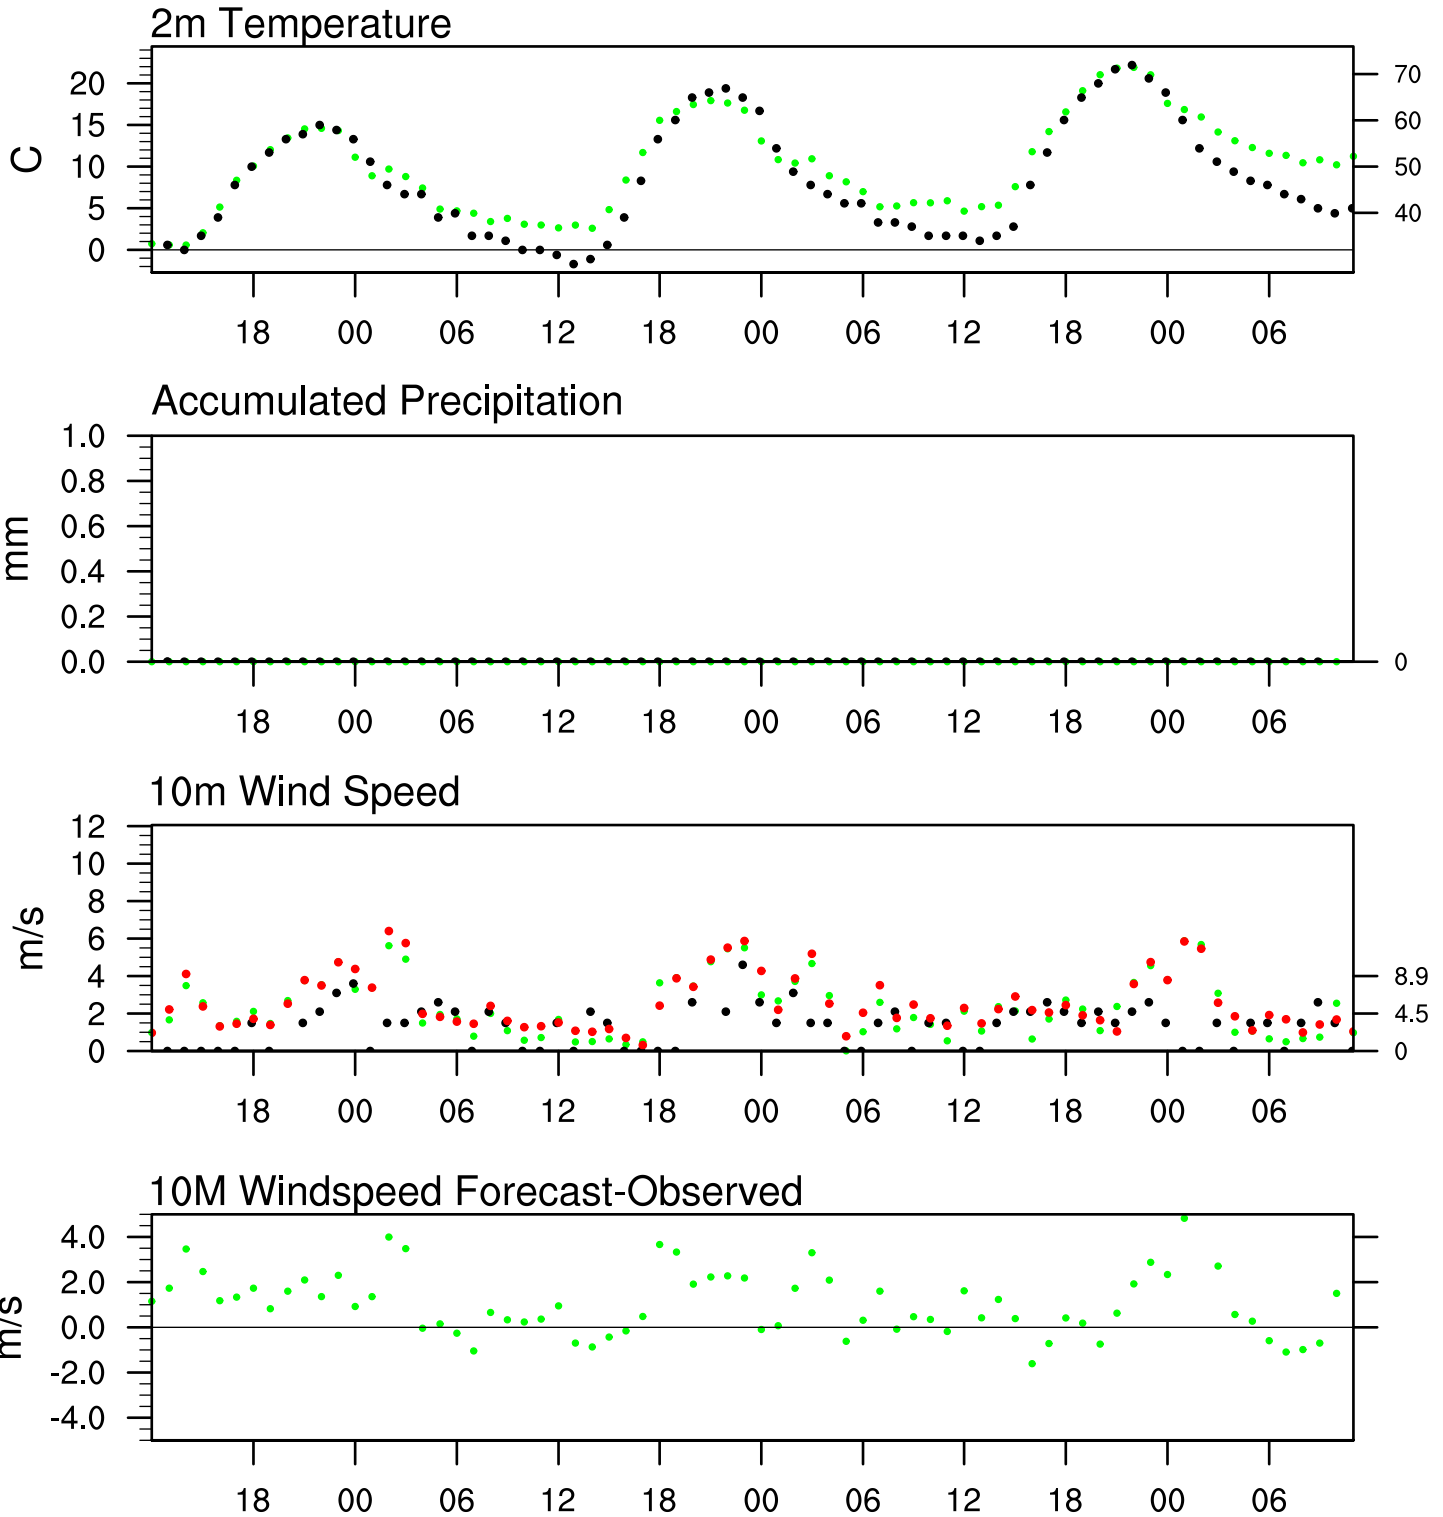 2m Temperature
20
15
10
5
0
C
70
60
50
40
18 00 06 12 18 00 06 12 18 00 06
Accumulated Precipitation
1.0
0.8
0.6
0.4
0.2
0.0
mm
0
18 00 06 12 18 00 06 12 18 00 06
10m Wind Speed
12
10
8
6
4
2
0
m/s
8.9
4.5
0
18 00 06 12 18 00 06 12 18 00 06
10M Windspeed Forecast-Observed
4.0
2.0
0.0
-2.0
-4.0
m/s
18 00 06 12 18 00 06 12 18 00 06